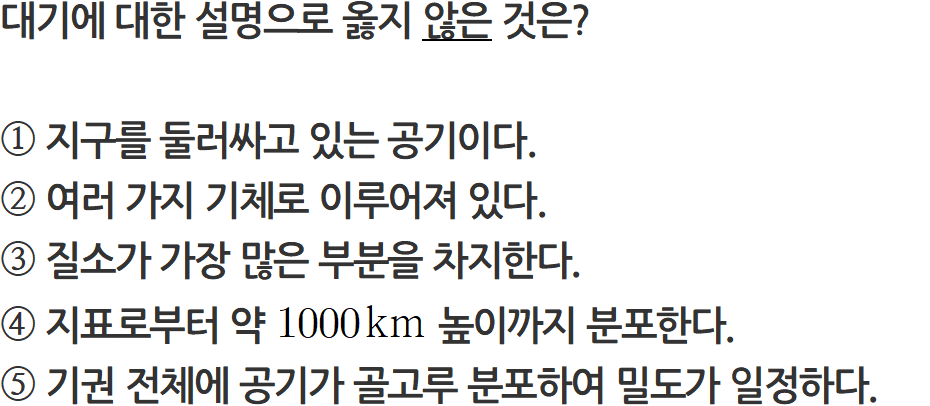 대기에 대한 설명으로 옳지 않은 것은?
① 지구를 둘러싸고 있는 공기이다.
② 여러 가지 기체로 이루어져 있다.
③ 질소가 가장 많은 부분을 차지한다.
④ 지표로부터 약 1000km 높이까지 분포한다.
⑤ 기권 전체에 공기가 골고루 분포하여 밀도가 일정하다.